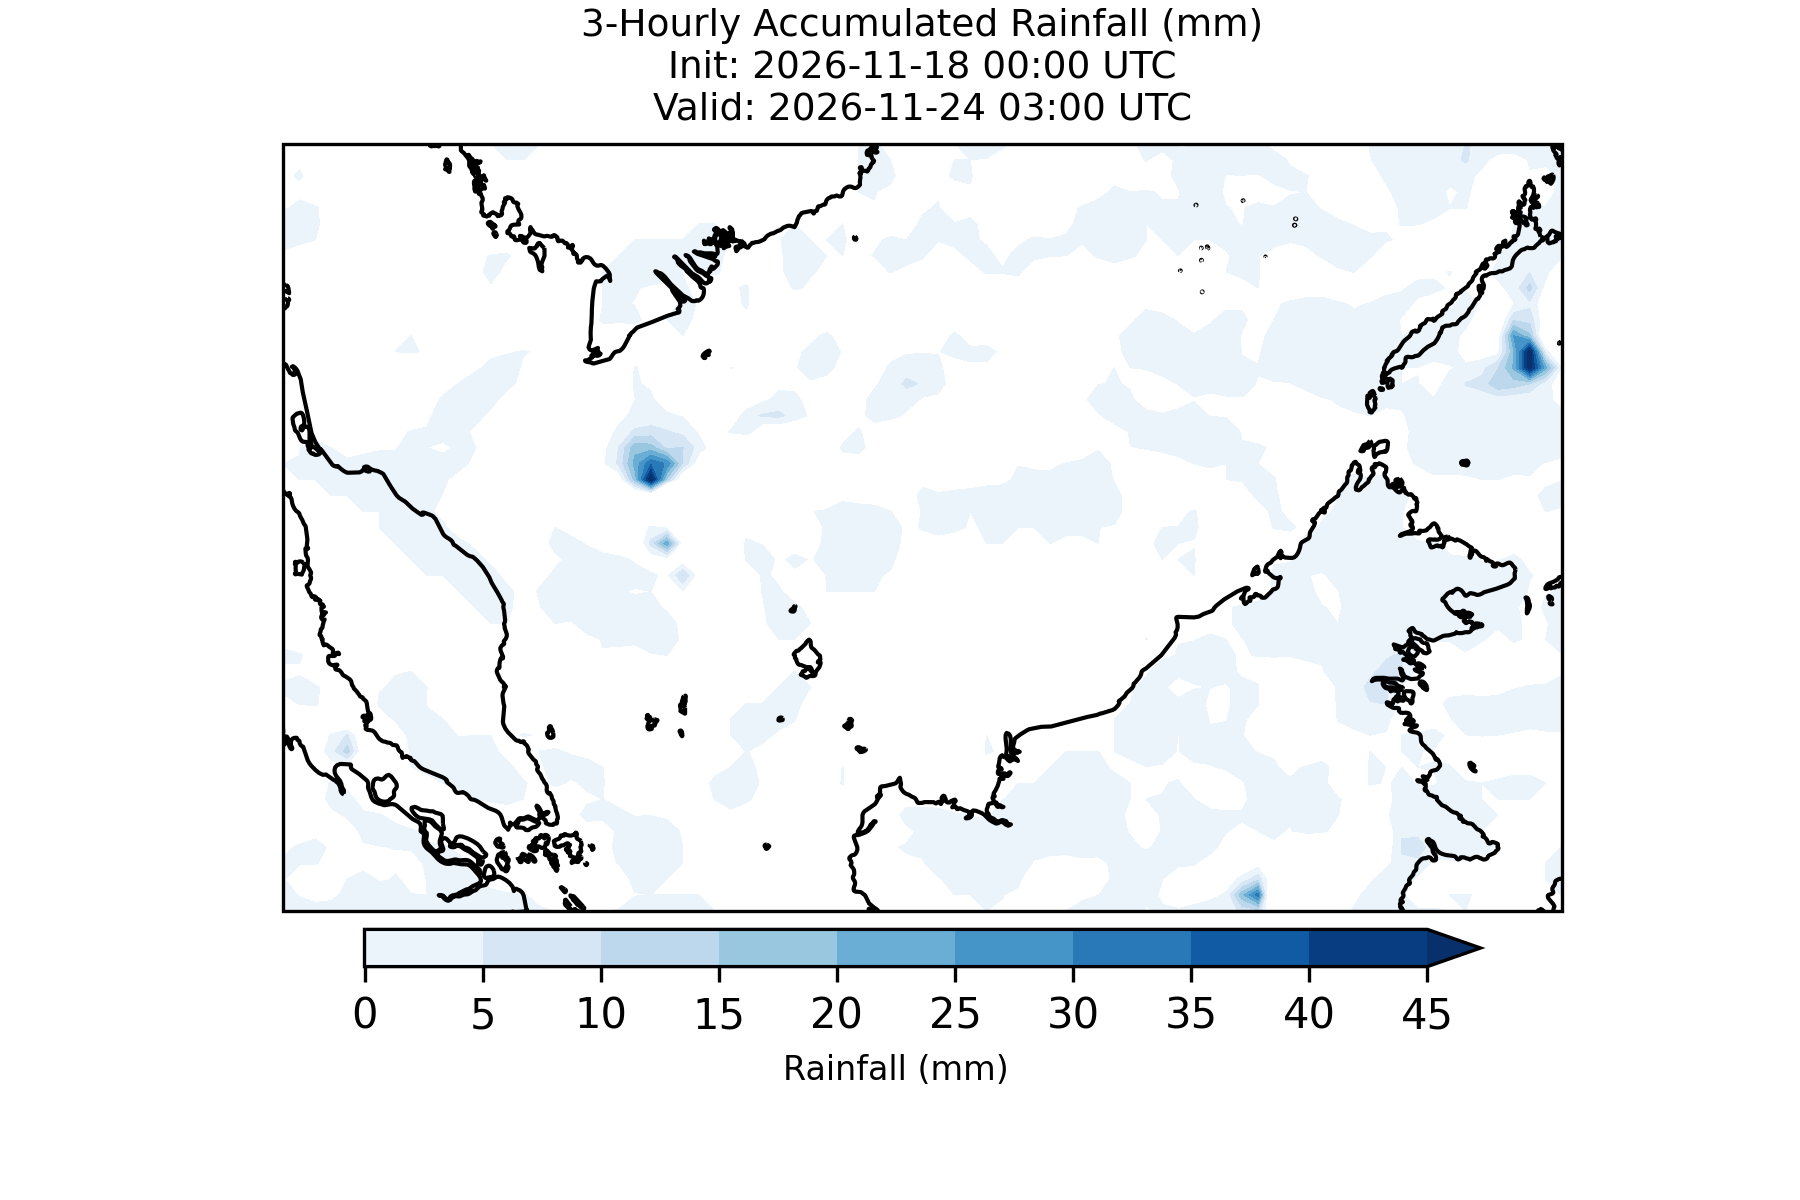 3-Hourly Accumulated Rainfall (mm)
Init: 2026-11-18 00:00 UTC
Valid: 2026-11-24 03:00 UTC
0 5 10 15 20 25 30 35 40 45
Rainfall (mm)